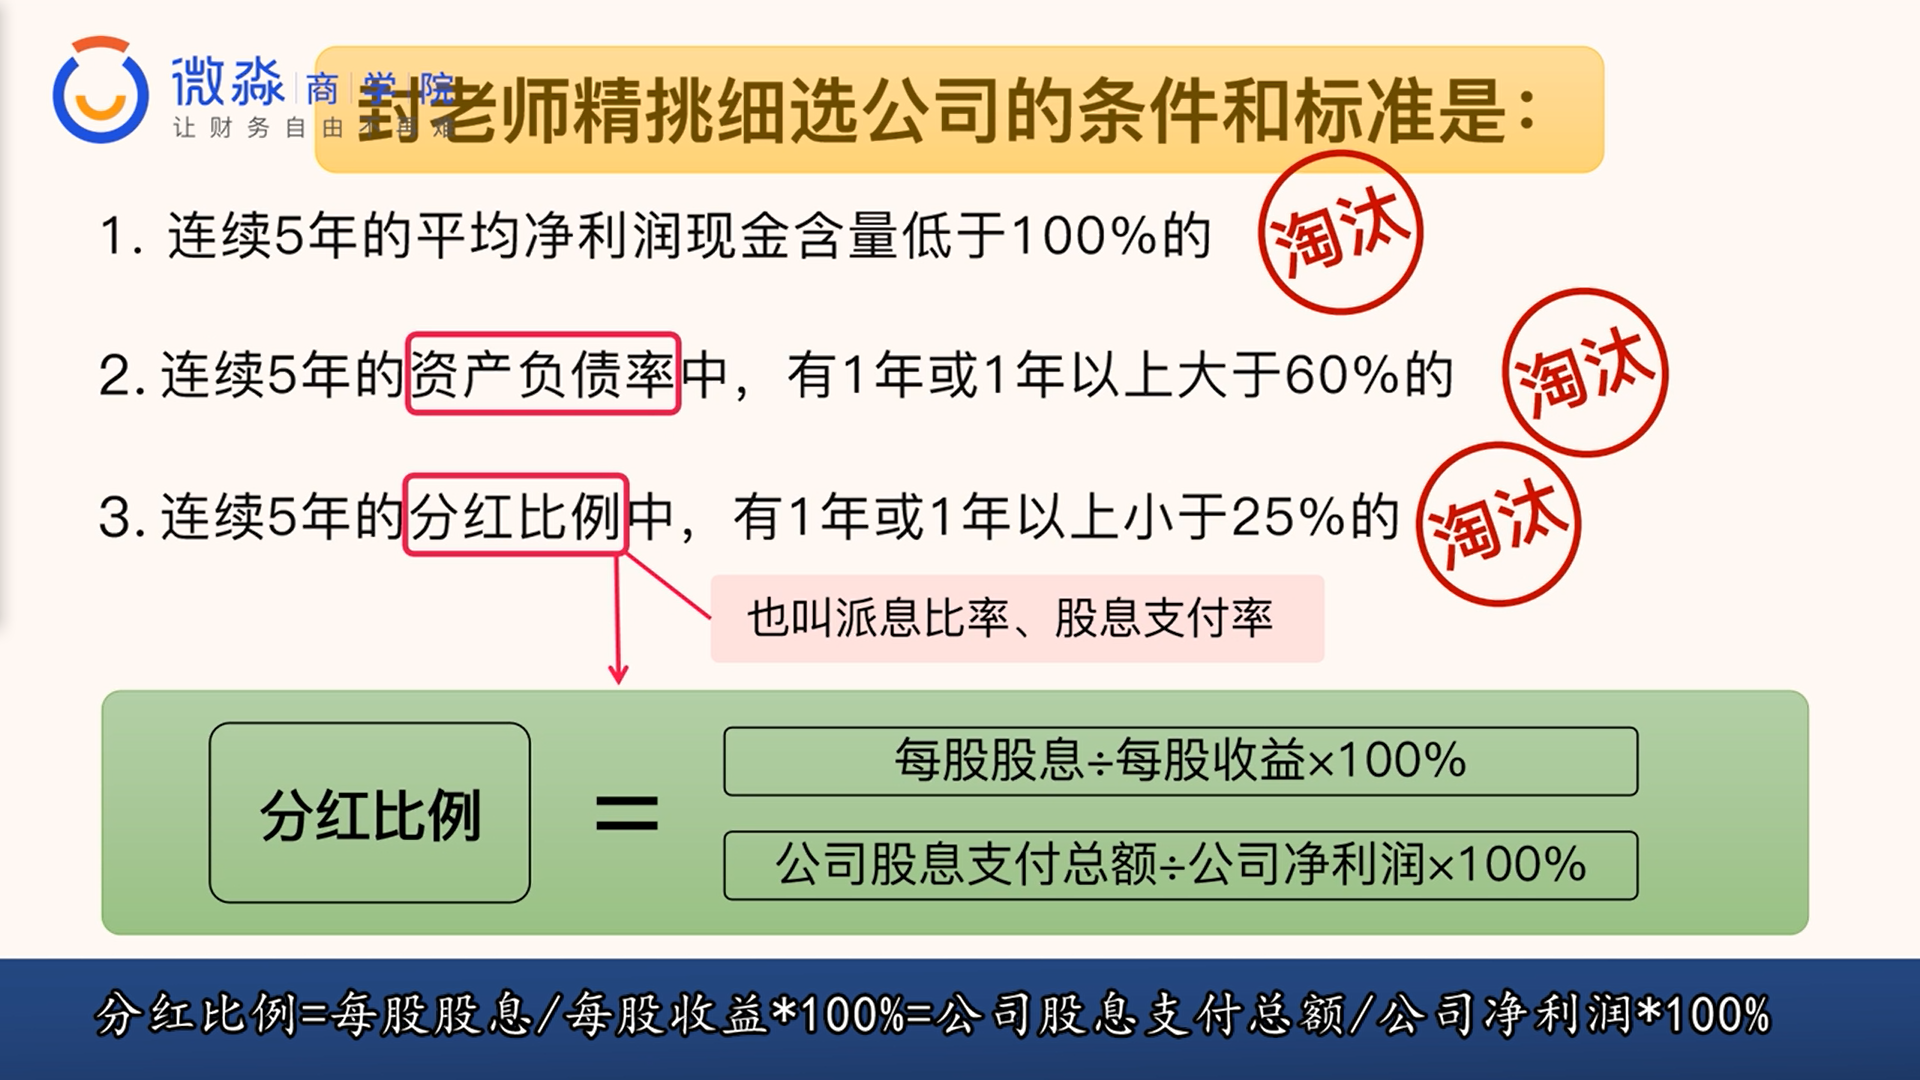 微淼 商 学 院
让财务自由不再难
封老师精挑细选公司的条件和标准是：
1. 连续5年的平均净利润现金含量低于100%的
淘汰
2. 连续5年的资产负债率中，有1年或1年以上大于60%的
淘汰
3. 连续5年的分红比例中，有1年或1年以上小于25%的
淘汰
也叫派息比率、股息支付率
分红比例
=
每股股息÷每股收益×100%
公司股息支付总额÷公司净利润×100%
分红比例=每股股息/每股收益*100%=公司股息支付总额/公司净利润*100%